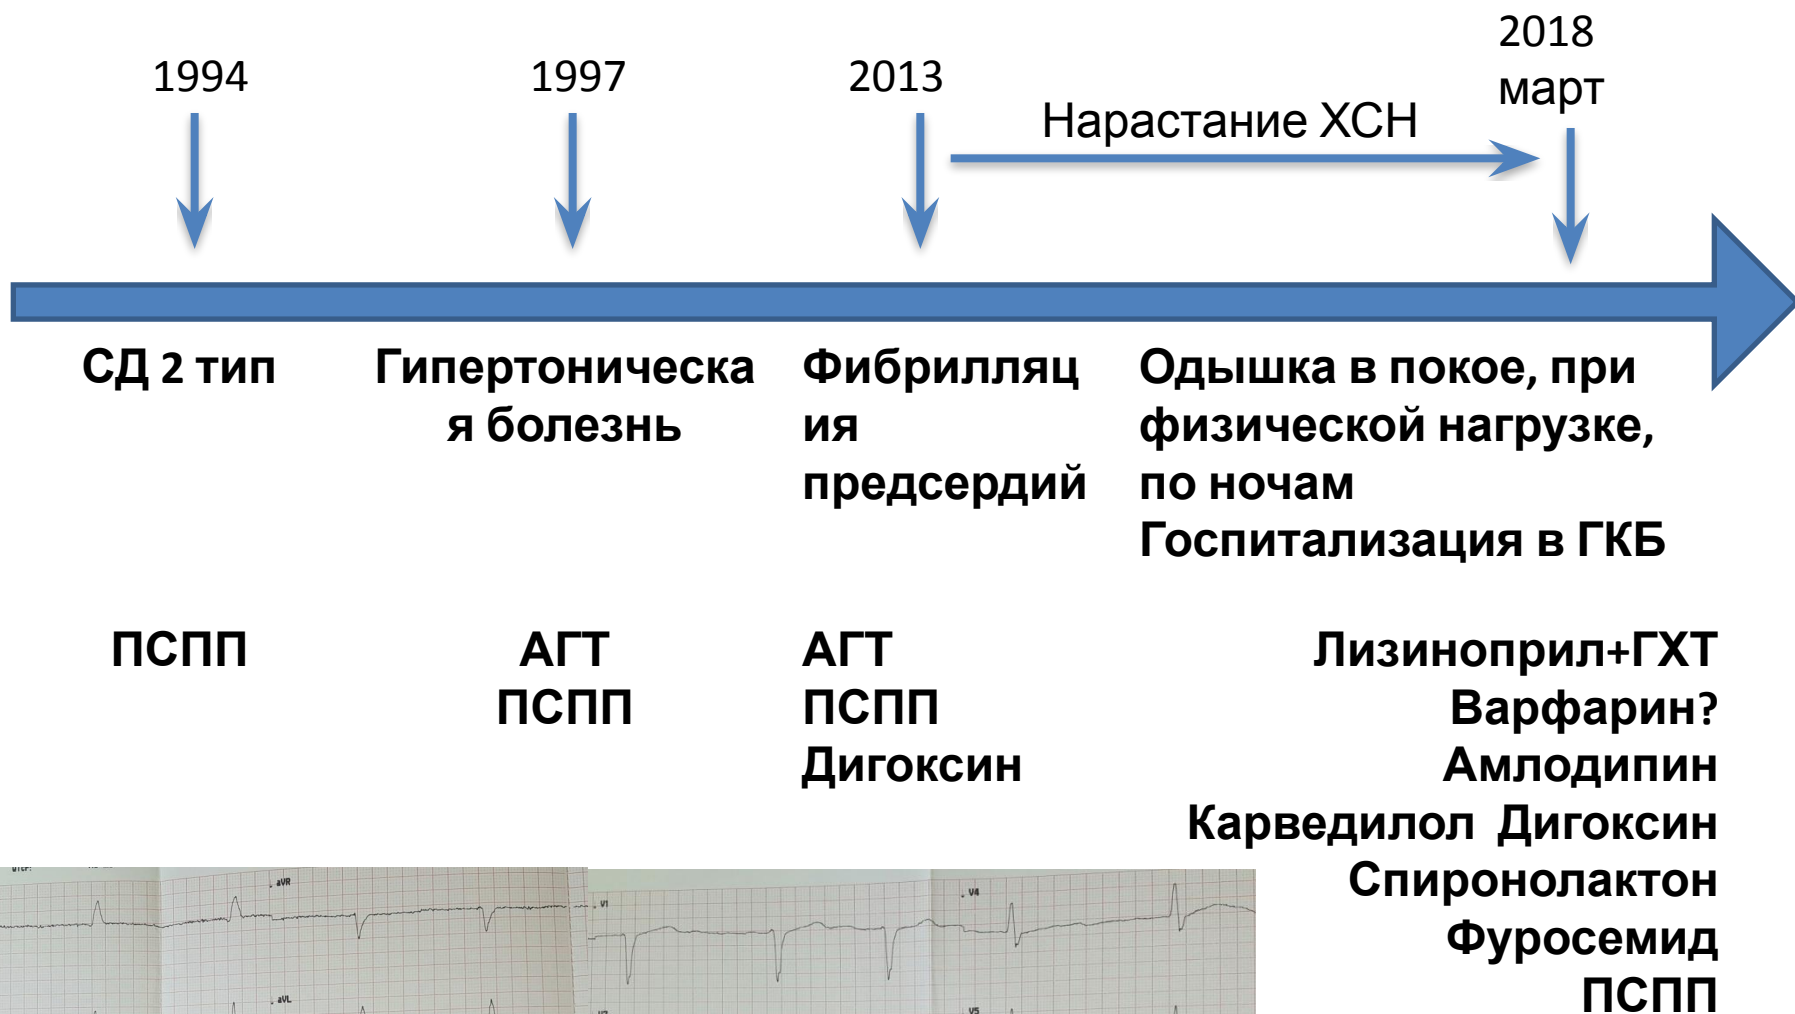 1994
1997
2013
2018
март
Нарастание ХСН
СД 2 тип
Гипертоническа
я болезнь
Фибрилляц
ия
предсердий
Одышка в покое, при
физической нагрузке,
по ночам
Госпитализация в ГКБ
ПСПП
АГТ
ПСПП
АГТ
ПСПП
Дигоксин
Лизиноприл+ГХТ
Варфарин?
Амлодипин
Карведилол Дигоксин
Спиронолактон
Фуросемид
ПСПП
aVR
aVL
V1
V4
V5